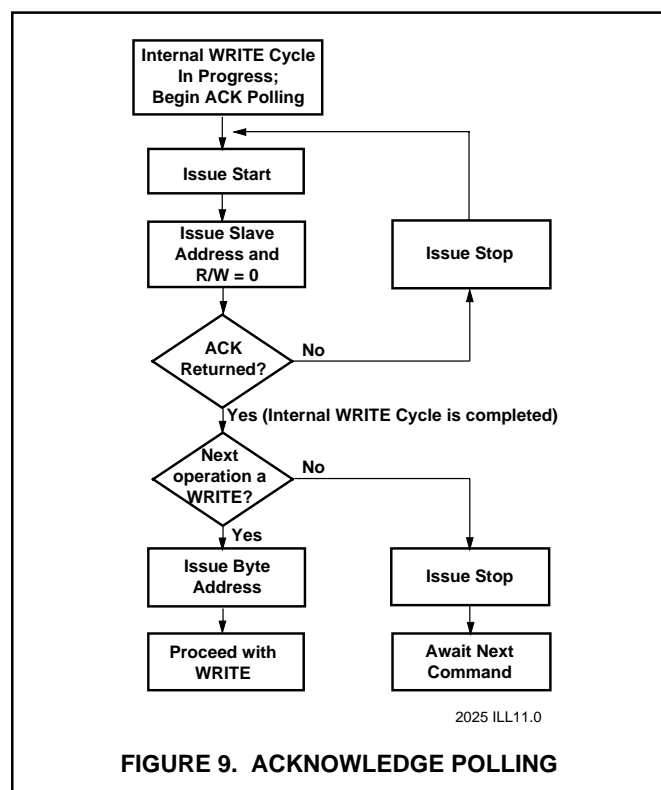 Internal WRITE Cycle
In Progress;
Begin ACK Polling
Issue Start
Issue Slave
Address and
R/W = 0
Issue Stop
ACK
Returned?
No
Yes (Internal WRITE Cycle is completed)
Next
operation a
WRITE?
No
Yes
Issue Byte
Address
Issue Stop
Proceed with
WRITE
Await Next
Command
2025 ILL11.0
FIGURE 9. ACKNOWLEDGE POLLING